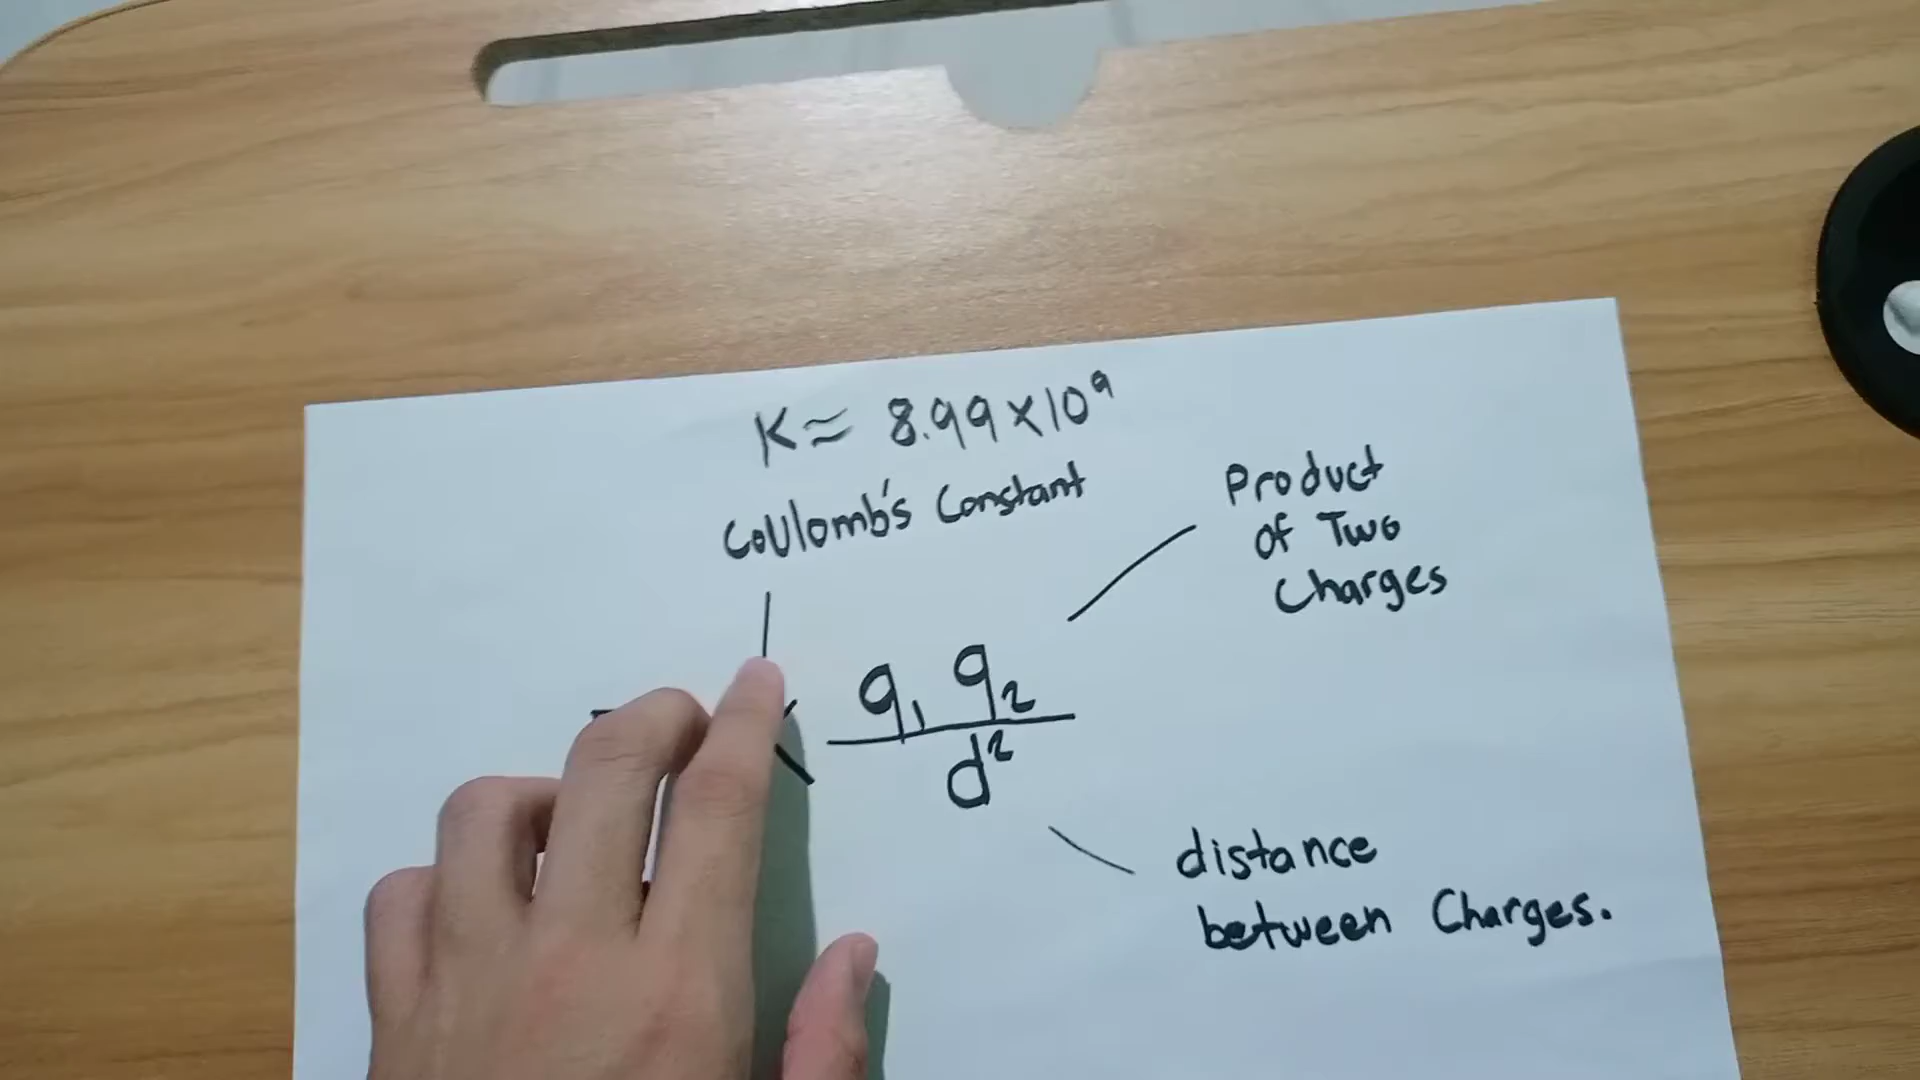 K ≈ 8.99 × 10⁹
Coulomb's Constant
Product
Of Two
Charges
q₁ q₂
d²
distance
between Charges.